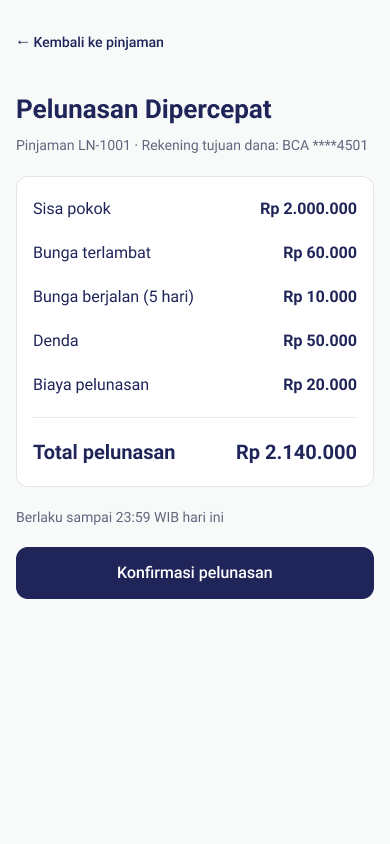 ← Kembali ke pinjaman
Pelunasan Dipercepat
Pinjaman LN-1001 · Rekening tujuan dana: BCA ****4501
Sisa pokok Rp 2.000.000
Bunga terlambat Rp 60.000
Bunga berjalan (5 hari) Rp 10.000
Denda Rp 50.000
Biaya pelunasan Rp 20.000
Total pelunasan Rp 2.140.000
Berlaku sampai 23:59 WIB hari ini
Konfirmasi pelunasan